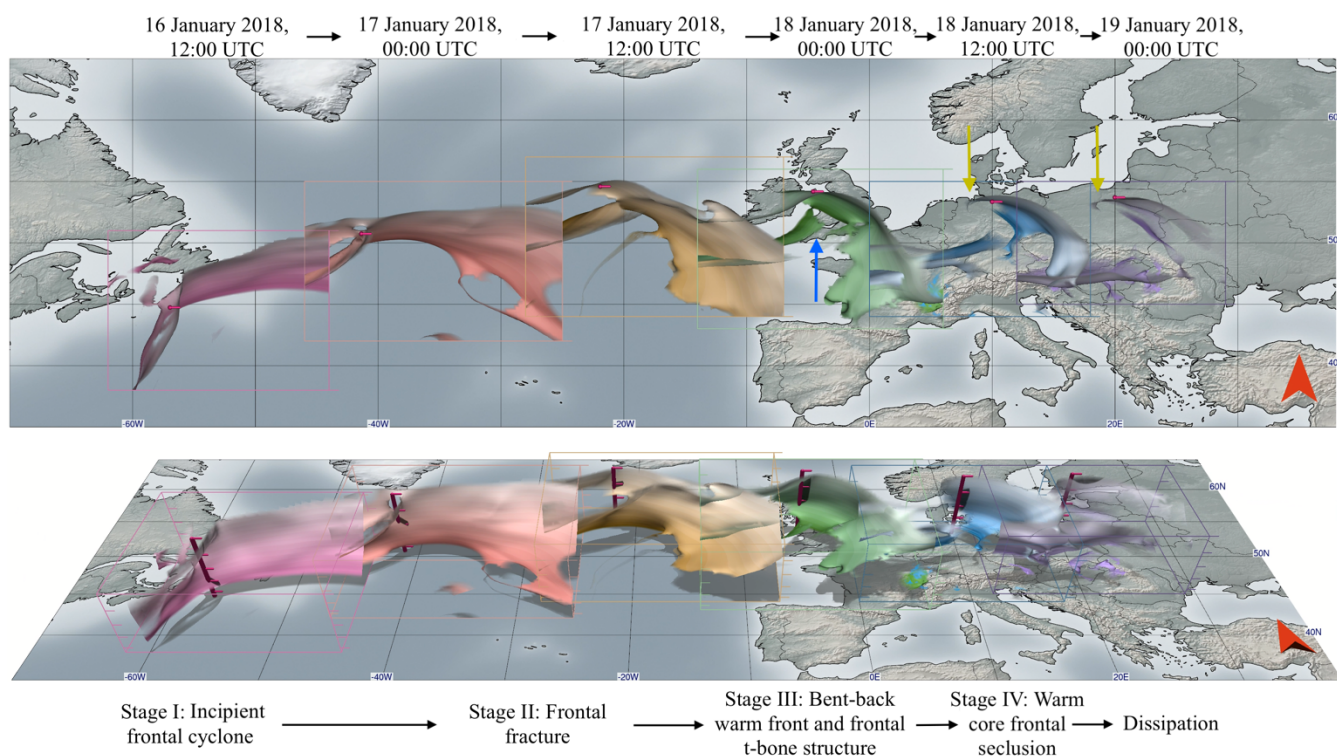 16 January 2018,
12:00 UTC
17 January 2018,
00:00 UTC
17 January 2018,
12:00 UTC
18 January 2018,
00:00 UTC
18 January 2018,
12:00 UTC
19 January 2018,
00:00 UTC
60
50
40
-60W
-40W
-20W
0E
20E
60N
50N
40N
-60W
-40W
-20W
0E
20E
Stage I: Incipient
frontal cyclone
Stage II: Frontal
fracture
Stage III: Bent-back
warm front and frontal
t-bone structure
Stage IV: Warm
core frontal
seclusion
Dissipation